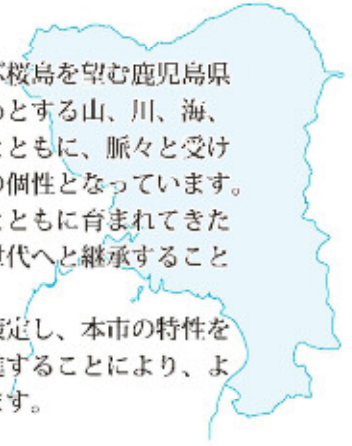 桜島を望む鹿児島県
とする山、川、海、
とともに、脈々と受け
個性となっています。
とともに育まれてきた
世代へと継承すること
定し、本市の特性を
することにより、よ
す。